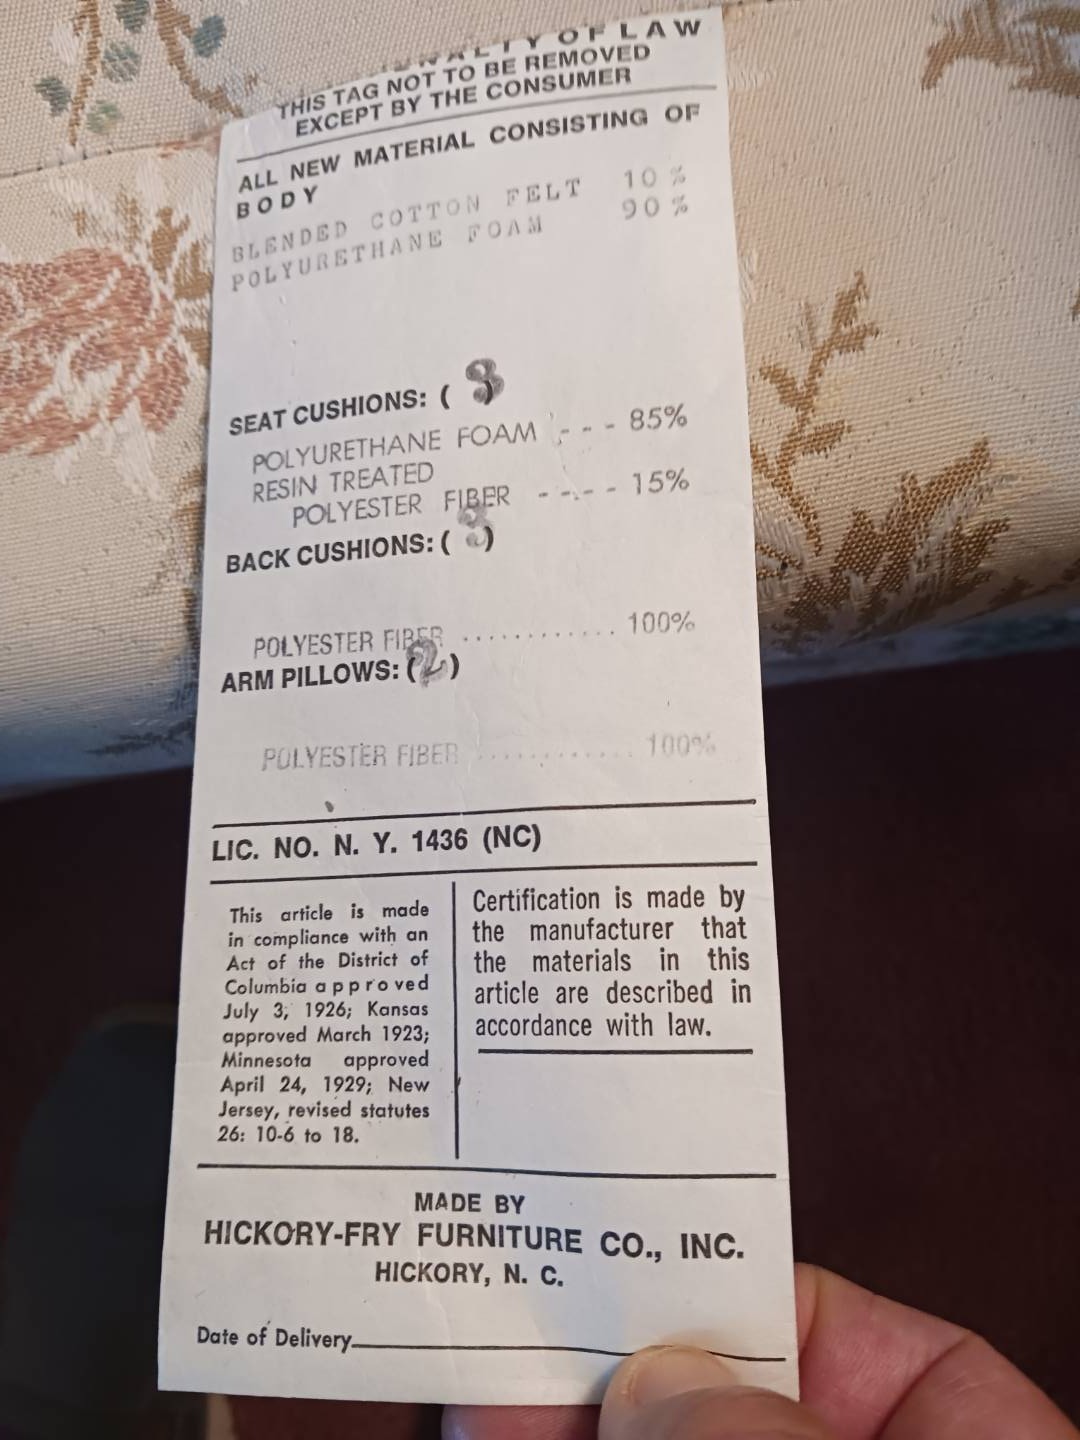 OF LAW
THIS TAG NOT TO BE REMOVED
EXCEPT BY THE CONSUMER
ALL NEW MATERIAL CONSISTING OF
BODY
BLENDED COTTON FELT 10 %
POLYURETHANE FOAM 90 %
SEAT CUSHIONS: (3)
POLYURETHANE FOAM - - - 85%
RESIN TREATED
POLYESTER FIBER - - - - 15%
BACK CUSHIONS: ( )
POLYESTER FIBER ............ 100%
ARM PILLOWS: (2)
POLYESTER FIBER ............ 100%
LIC. NO. N. Y. 1436 (NC)
This article is made
in compliance with an
Act of the District of
Columbia approved
July 3, 1926; Kansas
approved March 1923;
Minnesota approved
April 24, 1929; New
Jersey, revised statutes
26: 10-6 to 18.
Certification is made by
the manufacturer that
the materials in this
article are described in
accordance with law.
MADE BY
HICKORY-FRY FURNITURE CO., INC.
HICKORY, N. C.
Date of Delivery